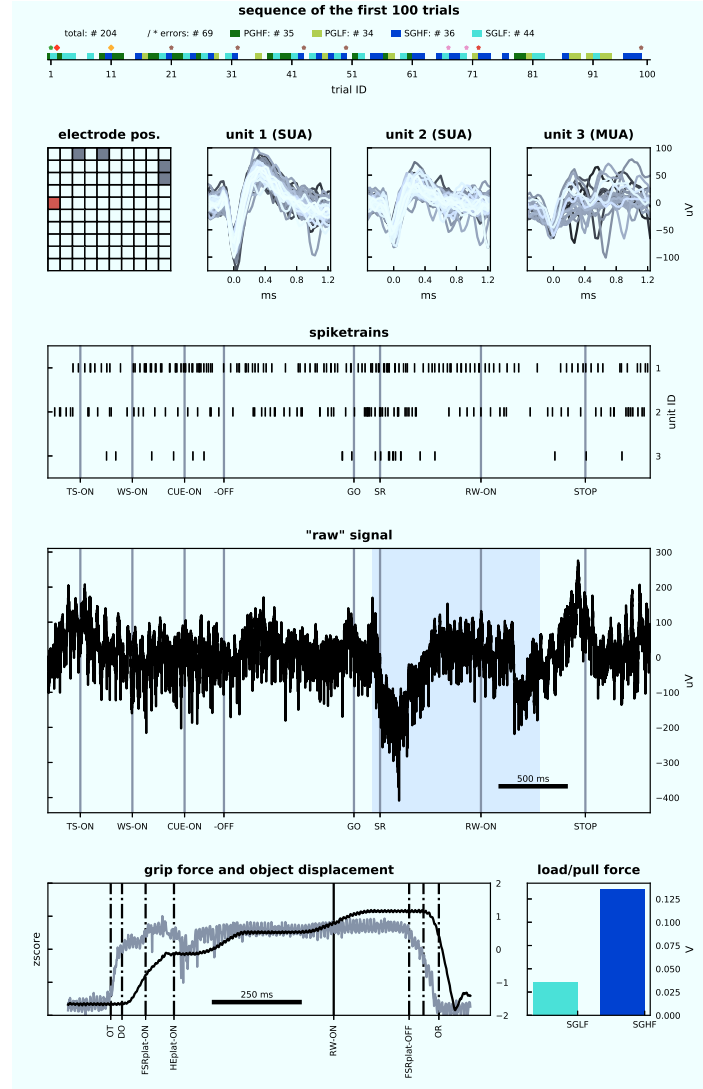 sequence of the first 100 trials
total: # 204 / * errors: # 69 PGHF: # 35 PGLF: # 34 SGHF: # 36 SGLF: # 44
1 11 21 31 41 51 61 71 81 91 100
trial ID
electrode pos. unit 1 (SUA) unit 2 (SUA) unit 3 (MUA)
100
50
0
−50
−100
uV
0.0 0.4 0.8 1.2 0.0 0.4 0.8 1.2 0.0 0.4 0.8 1.2
ms ms ms
spiketrains
1
2
3
unit ID
TS-ON WS-ON CUE-ON -OFF GO SR RW-ON STOP
"raw" signal
300
200
100
0
−100
−200
−300
−400
uV
500 ms
TS-ON WS-ON CUE-ON -OFF GO SR RW-ON STOP
grip force and object displacement load/pull force
zscore
2
1
0
−1
−2
250 ms
OT DO FSRplat-ON HEplat-ON RW-ON FSRplat-OFF OR
0.125
0.100
0.075
0.050
0.025
0.000
V
SGLF SGHF